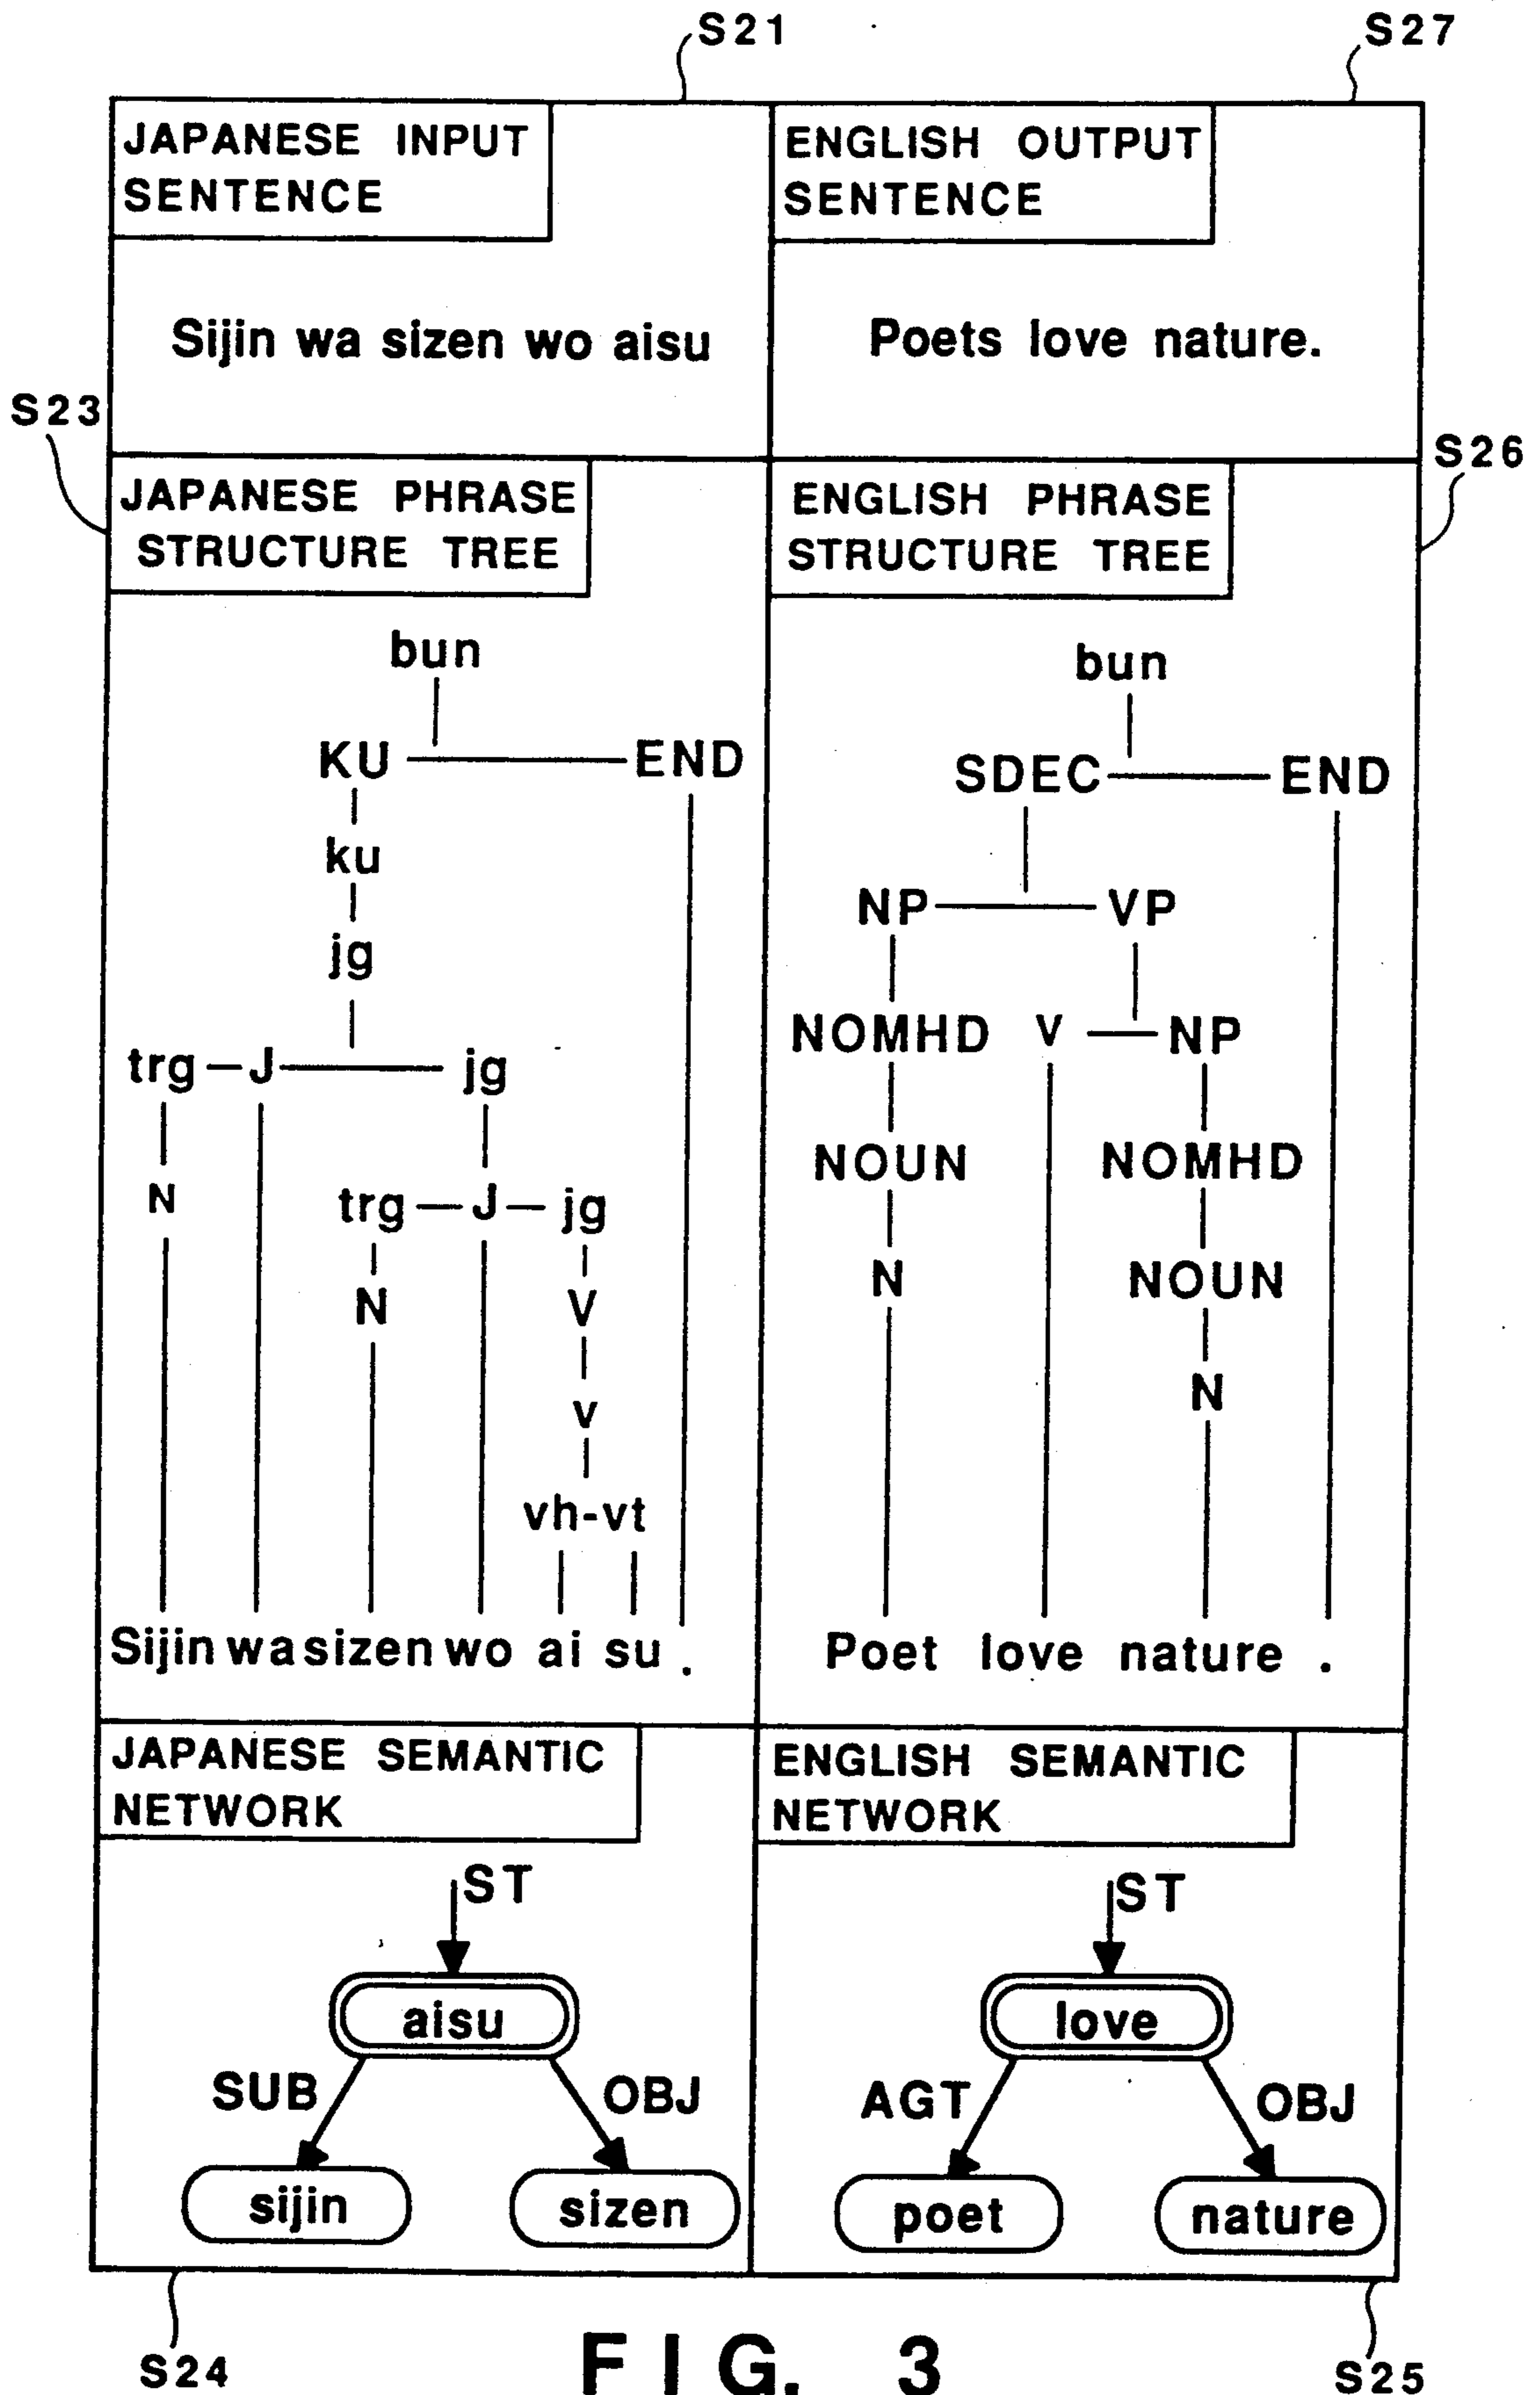 S21
S27
JAPANESE INPUT
SENTENCE
ENGLISH OUTPUT
SENTENCE
Sijin wa sizen wo aisu
Poets love nature.
S23
S26
JAPANESE PHRASE
STRUCTURE TREE
ENGLISH PHRASE
STRUCTURE TREE
bun
KU END
ku
jg
trg J jg
N
trg J jg
N V
v
vh-vt
Sijin wa sizen wo ai su .
bun
SDEC END
NP VP
NOMHD V NP
NOUN NOMHD
N NOUN
N
Poet love nature .
JAPANESE SEMANTIC
NETWORK
ST
aisu
SUB OBJ
sijin sizen
ENGLISH SEMANTIC
NETWORK
ST
love
AGT OBJ
poet nature
S24
S25
FIG. 3